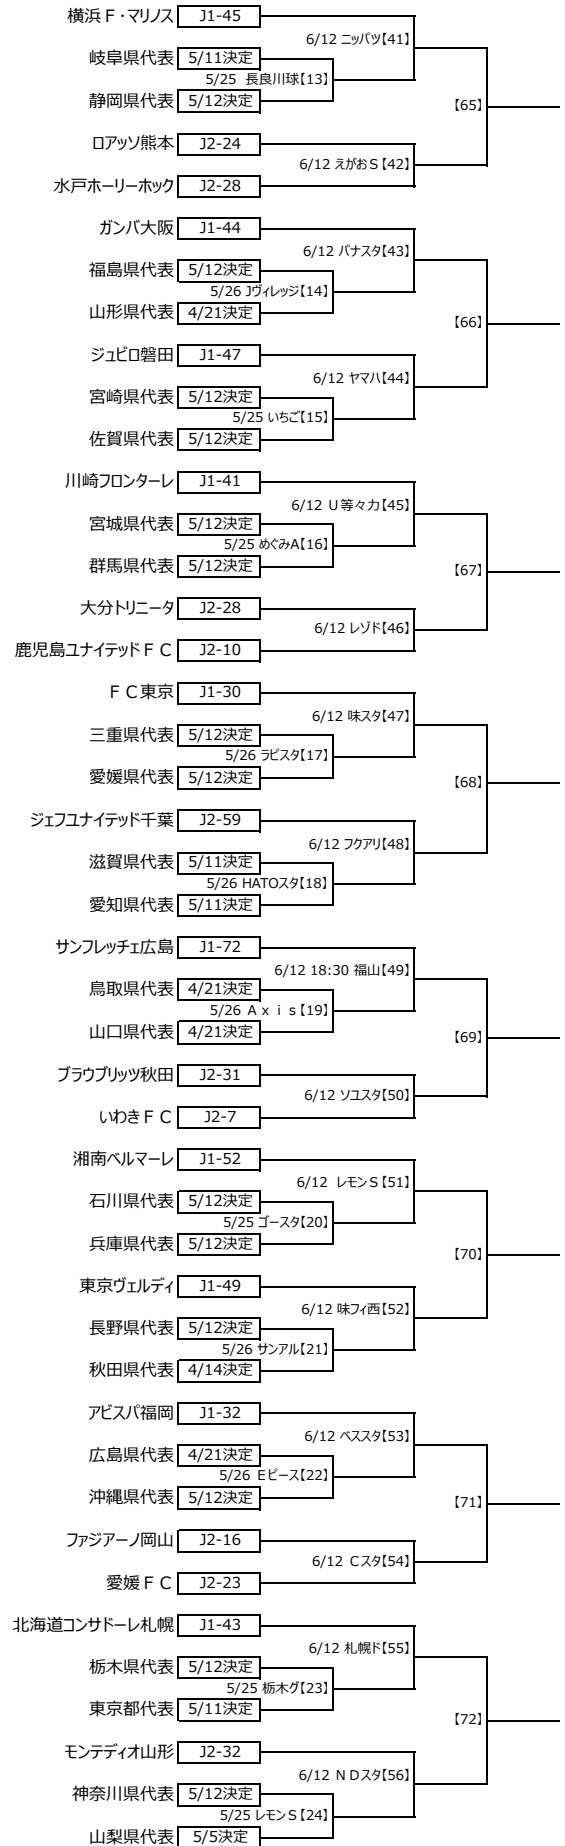 横浜Ｆ・マリノス J1-45
6/12 ニッパツ【41】
岐阜県代表 5/11決定
5/25 長良川球【13】
静岡県代表 5/12決定
【65】
ロアッソ熊本 J2-24
6/12 えがおＳ【42】
水戸ホーリーホック J2-28
ガンバ大阪 J1-44
6/12 パナスタ【43】
福島県代表 5/12決定
5/26 Jヴィレッジ【14】
山形県代表 4/21決定
【66】
ジュビロ磐田 J1-47
6/12 ヤマハ【44】
宮崎県代表 5/12決定
5/25 いちご【15】
佐賀県代表 5/12決定
川崎フロンターレ J1-41
6/12 Ｕ等々力【45】
宮城県代表 5/12決定
5/25 めぐみA【16】
群馬県代表 5/12決定
【67】
大分トリニータ J2-28
6/12 レゾド【46】
鹿児島ユナイテッドＦＣ J2-10
ＦＣ東京 J1-30
6/12 味スタ【47】
三重県代表 5/12決定
5/26 ラピスタ【17】
愛媛県代表 5/12決定
【68】
ジェフユナイテッド千葉 J2-59
6/12 フクアリ【48】
滋賀県代表 5/11決定
5/26 HATOスタ【18】
愛知県代表 5/11決定
サンフレッチェ広島 J1-72
6/12 18:30 福山【49】
鳥取県代表 4/21決定
5/26 Ａｘｉｓ【19】
山口県代表 4/21決定
【69】
ブラウブリッツ秋田 J2-31
6/12 ソユスタ【50】
いわきＦＣ J2-7
湘南ベルマーレ J1-52
6/12 レモンＳ【51】
石川県代表 5/12決定
5/25 ゴースタ【20】
兵庫県代表 5/12決定
【70】
東京ヴェルディ J1-49
6/12 味フィ西【52】
長野県代表 5/12決定
5/26 サンアル【21】
秋田県代表 4/14決定
アビスパ福岡 J1-32
6/12 ベススタ【53】
広島県代表 4/21決定
5/26 Ｅピース【22】
沖縄県代表 5/12決定
【71】
ファジアーノ岡山 J2-16
6/12 Ｃスタ【54】
愛媛ＦＣ J2-23
北海道コンサドーレ札幌 J1-43
6/12 札幌ド【55】
栃木県代表 5/12決定
5/25 栃木グ【23】
東京都代表 5/11決定
【72】
モンテディオ山形 J2-32
6/12 ＮＤスタ【56】
神奈川県代表 5/12決定
5/25 レモンＳ【24】
山梨県代表 5/5決定